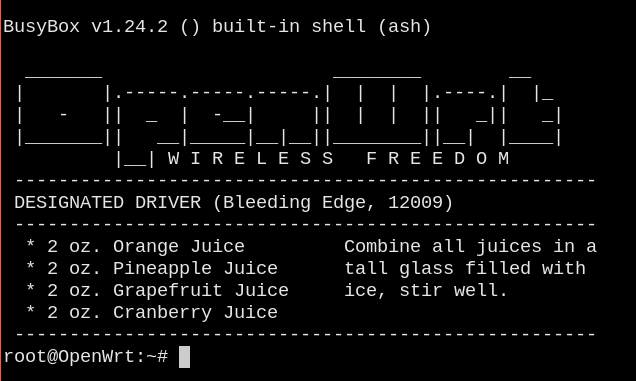 BusyBox v1.24.2 () built-in shell (ash)
OpenWrt
W I R E L E S S   F R E E D O M
DESIGNATED DRIVER (Bleeding Edge, 12009)
* 2 oz. Orange Juice         Combine all juices in a
* 2 oz. Pineapple Juice      tall glass filled with
* 2 oz. Grapefruit Juice     ice, stir well.
* 2 oz. Cranberry Juice
root@OpenWrt:~#